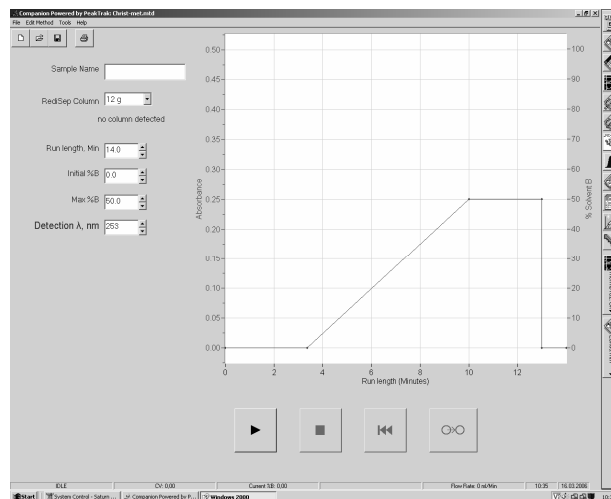 Companion Powered by PeakTrak: Christ-met.mtd
File Edit Method Tools Help
Sample Name
RediSep Column 12 g
no column detected
Run length, Min 14.0
Initial %B 0.0
Max %B 50.0
Detection λ, nm 253
0.50
0.45
0.40
0.35
0.30
0.25
0.20
0.15
0.10
0.05
0.00
Absorbance
100
90
80
70
60
50
40
30
20
10
0
% Solvent B
0 2 4 6 8 10 12
Run length (Minutes)
IDLE CV: 0,00 Current %B: 0,00 Flow Rate: 0 ml/Min 10:35 16.03.2006
Start System Control - Saturn ... Companion Powered by P... Windows 2000